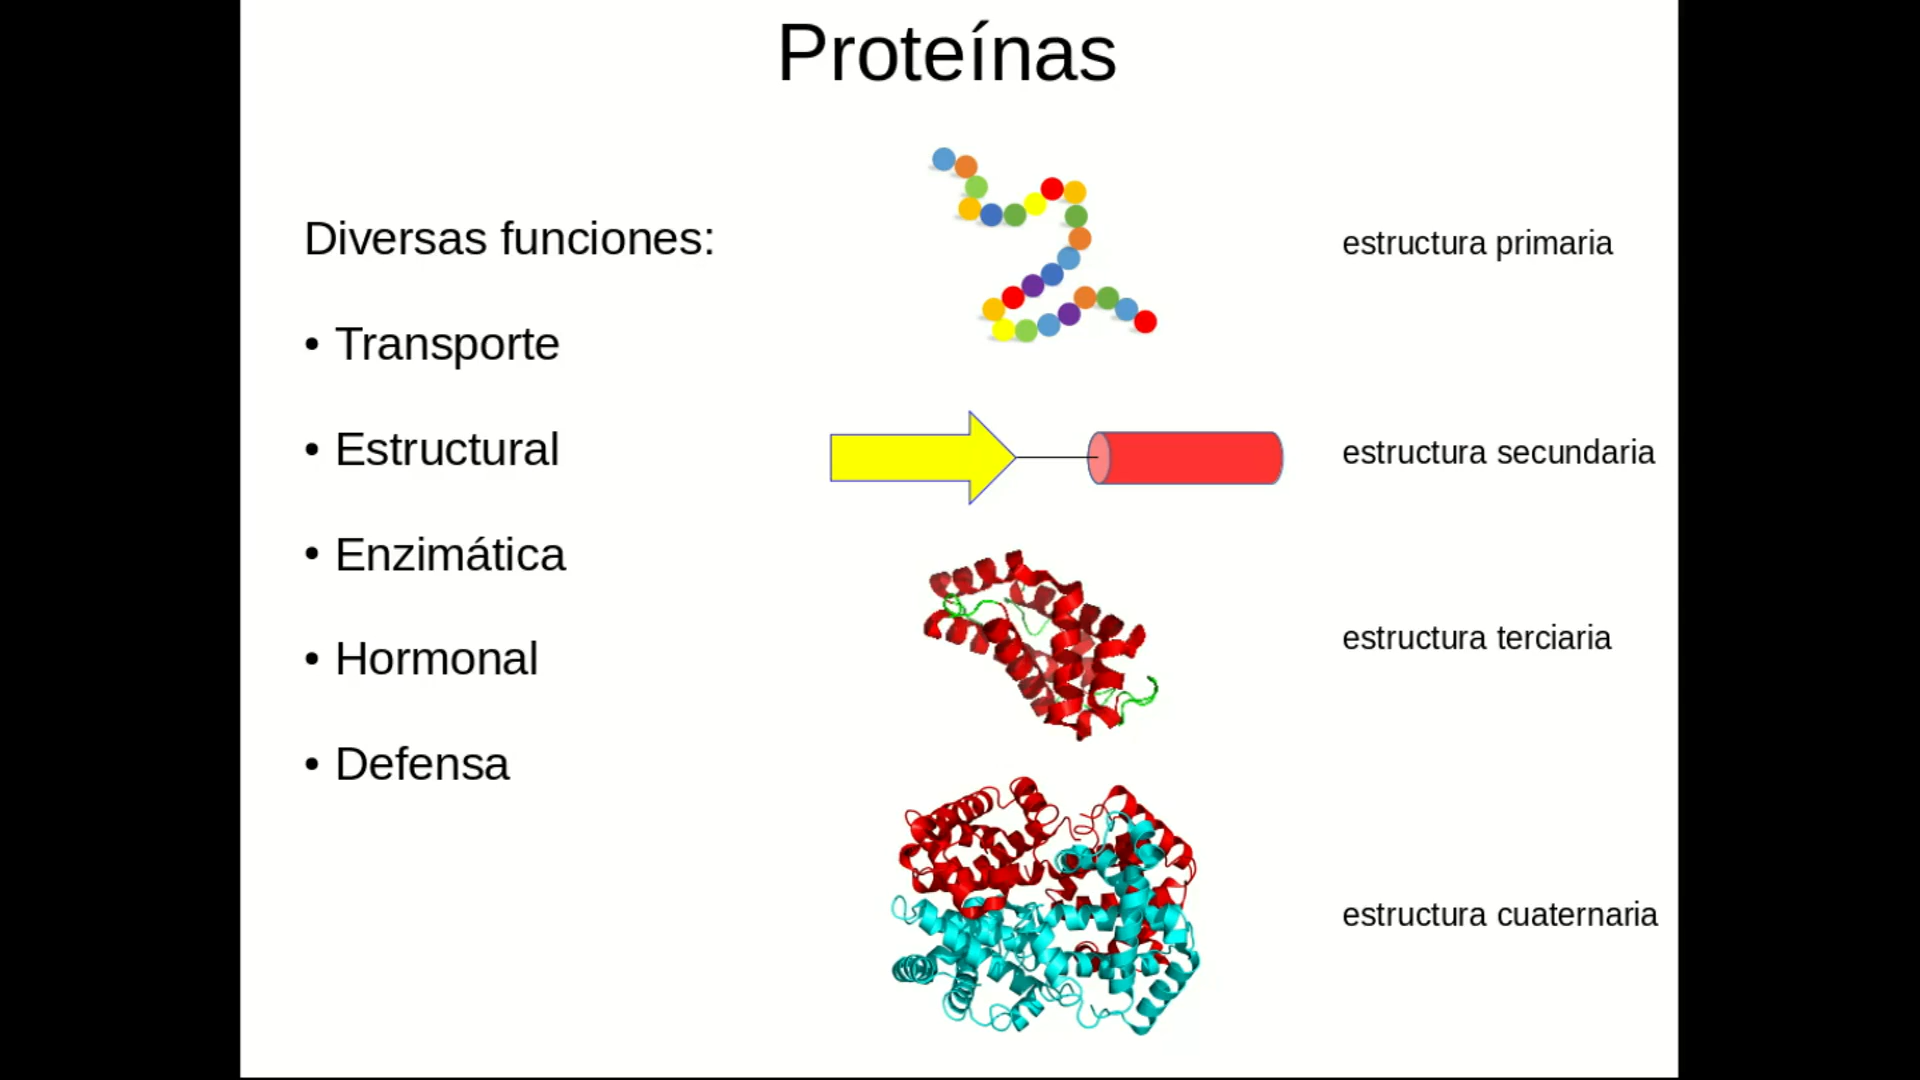 Proteínas
Diversas funciones:
• Transporte
• Estructural
• Enzimática
• Hormonal
• Defensa
estructura primaria
estructura secundaria
estructura terciaria
estructura cuaternaria